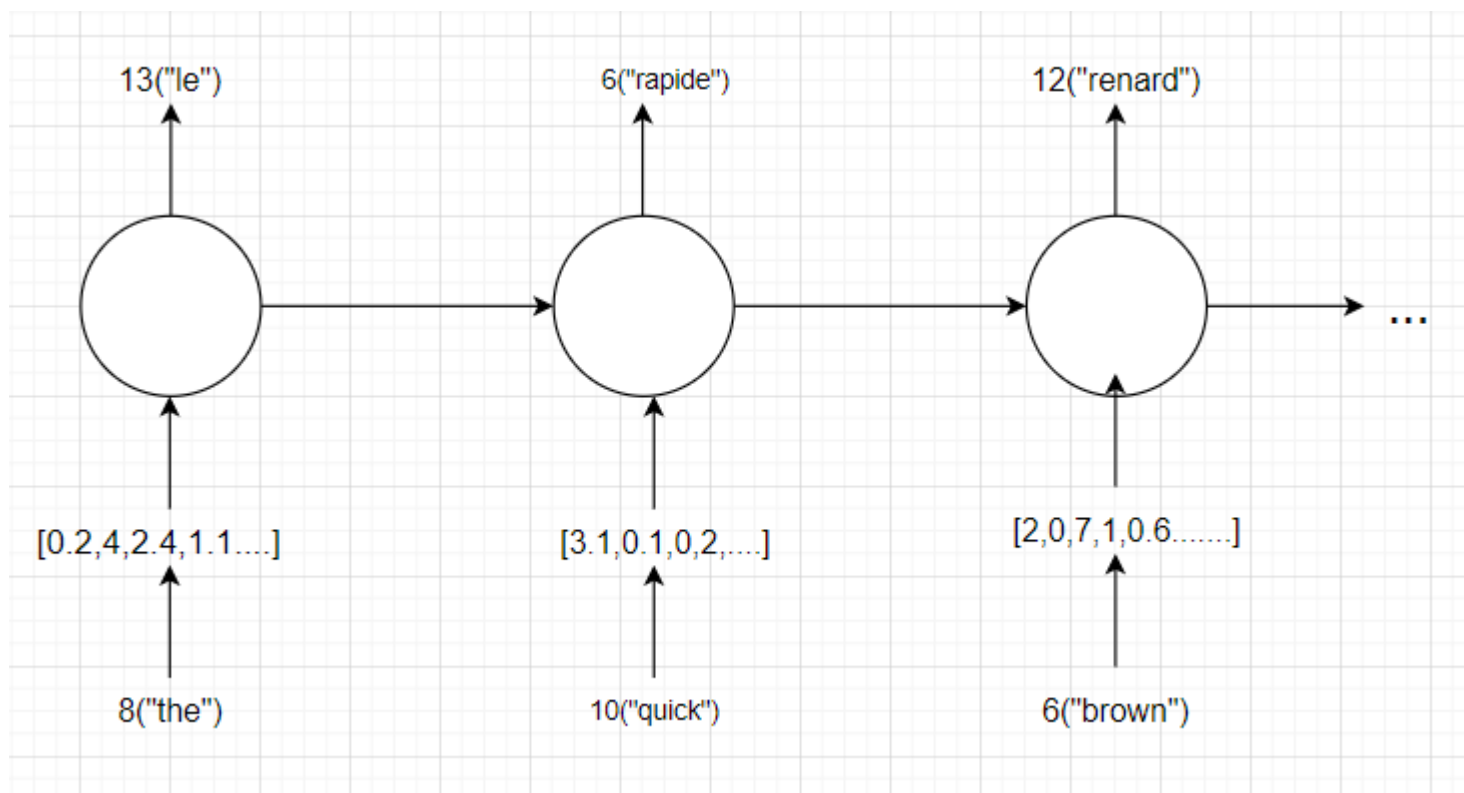 13("le")
6("rapide")
12("renard")
...
[0.2,4,2.4,1.1....]
[3.1,0.1,0,2,....]
[2,0,7,1,0.6.......]
8("the")
10("quick")
6("brown")